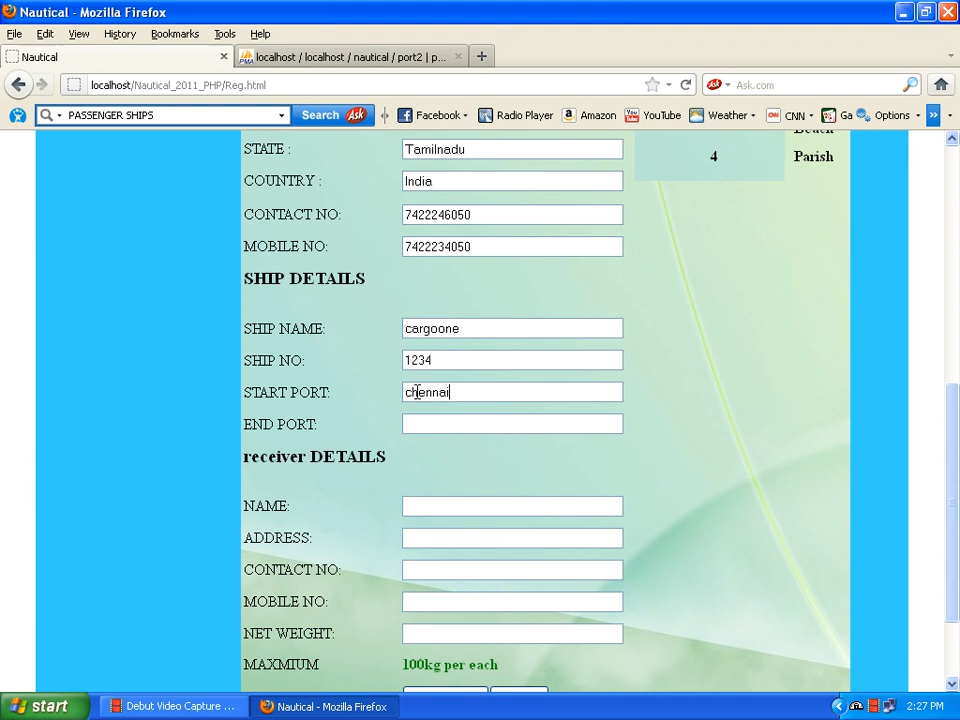 Nautical - Mozilla Firefox
File Edit View History Bookmarks Tools Help
Nautical
localhost / localhost / nautical / port2 | p...
localhost/Nautical_2011_PHP/Reg.html
Ask.com
PASSENGER SHIPS
Search Ask
Facebook
Radio Player
Amazon
YouTube
Weather
CNN
Ga
Options
»
Beach
STATE : Tamilnadu
4 Parish
COUNTRY : India
CONTACT NO: 7422246050
MOBILE NO: 7422234050
SHIP DETAILS
SHIP NAME: cargoone
SHIP NO: 1234
START PORT: chennai
END PORT:
receiver DETAILS
NAME:
ADDRESS:
CONTACT NO:
MOBILE NO:
NET WEIGHT:
MAXMIUM 100kg per each
start
Debut Video Capture ...
Nautical - Mozilla Firefox
2:27 PM